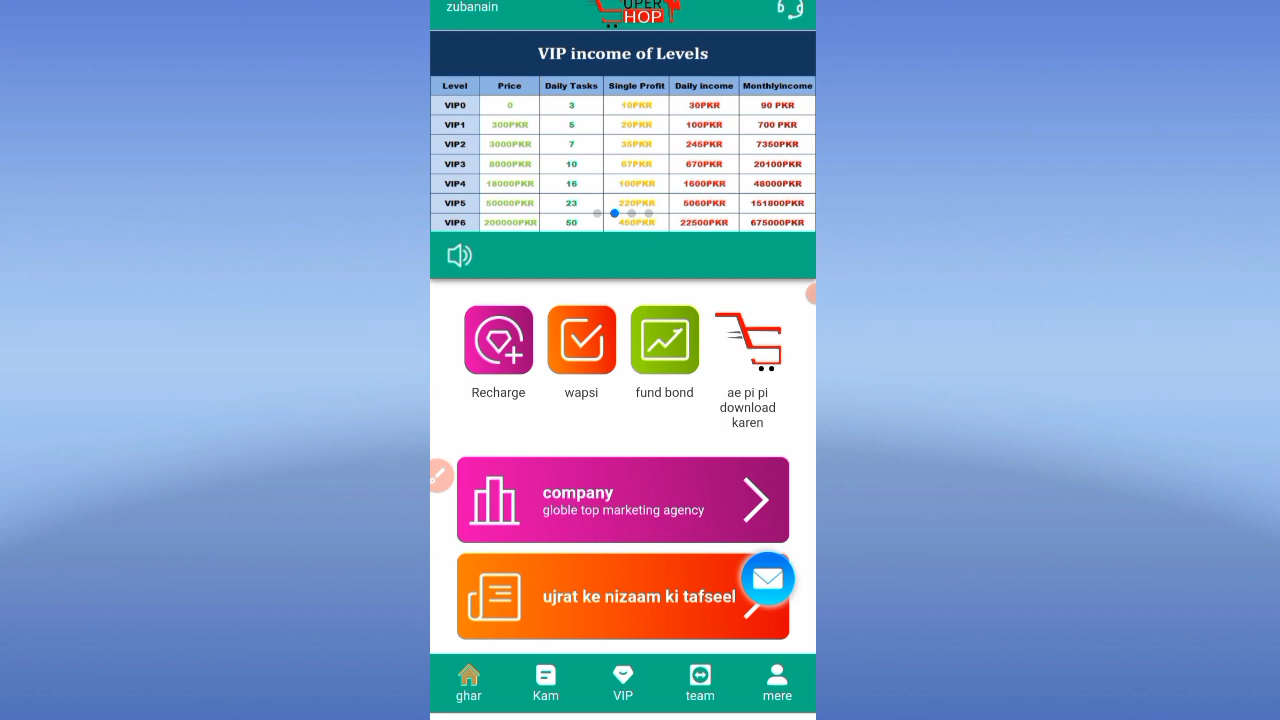 zubanain
UPER
HOP
VIP income of Levels
Level Price Daily Tasks Single Profit Daily income Monthlyincome
VIP0 0 3 10PKR 30PKR 90 PKR
VIP1 300PKR 5 20PKR 100PKR 700 PKR
VIP2 3000PKR 7 35PKR 245PKR 7350PKR
VIP3 8000PKR 10 67PKR 670PKR 20100PKR
VIP4 18000PKR 16 100PKR 1600PKR 48000PKR
VIP5 50000PKR 23 220PKR 5060PKR 151800PKR
VIP6 200000PKR 50 450PKR 22500PKR 675000PKR
Recharge wapsi fund bond ae pi pi
download
karen
company
globle top marketing agency
ujrat ke nizaam ki tafseel
ghar Kam VIP team mere